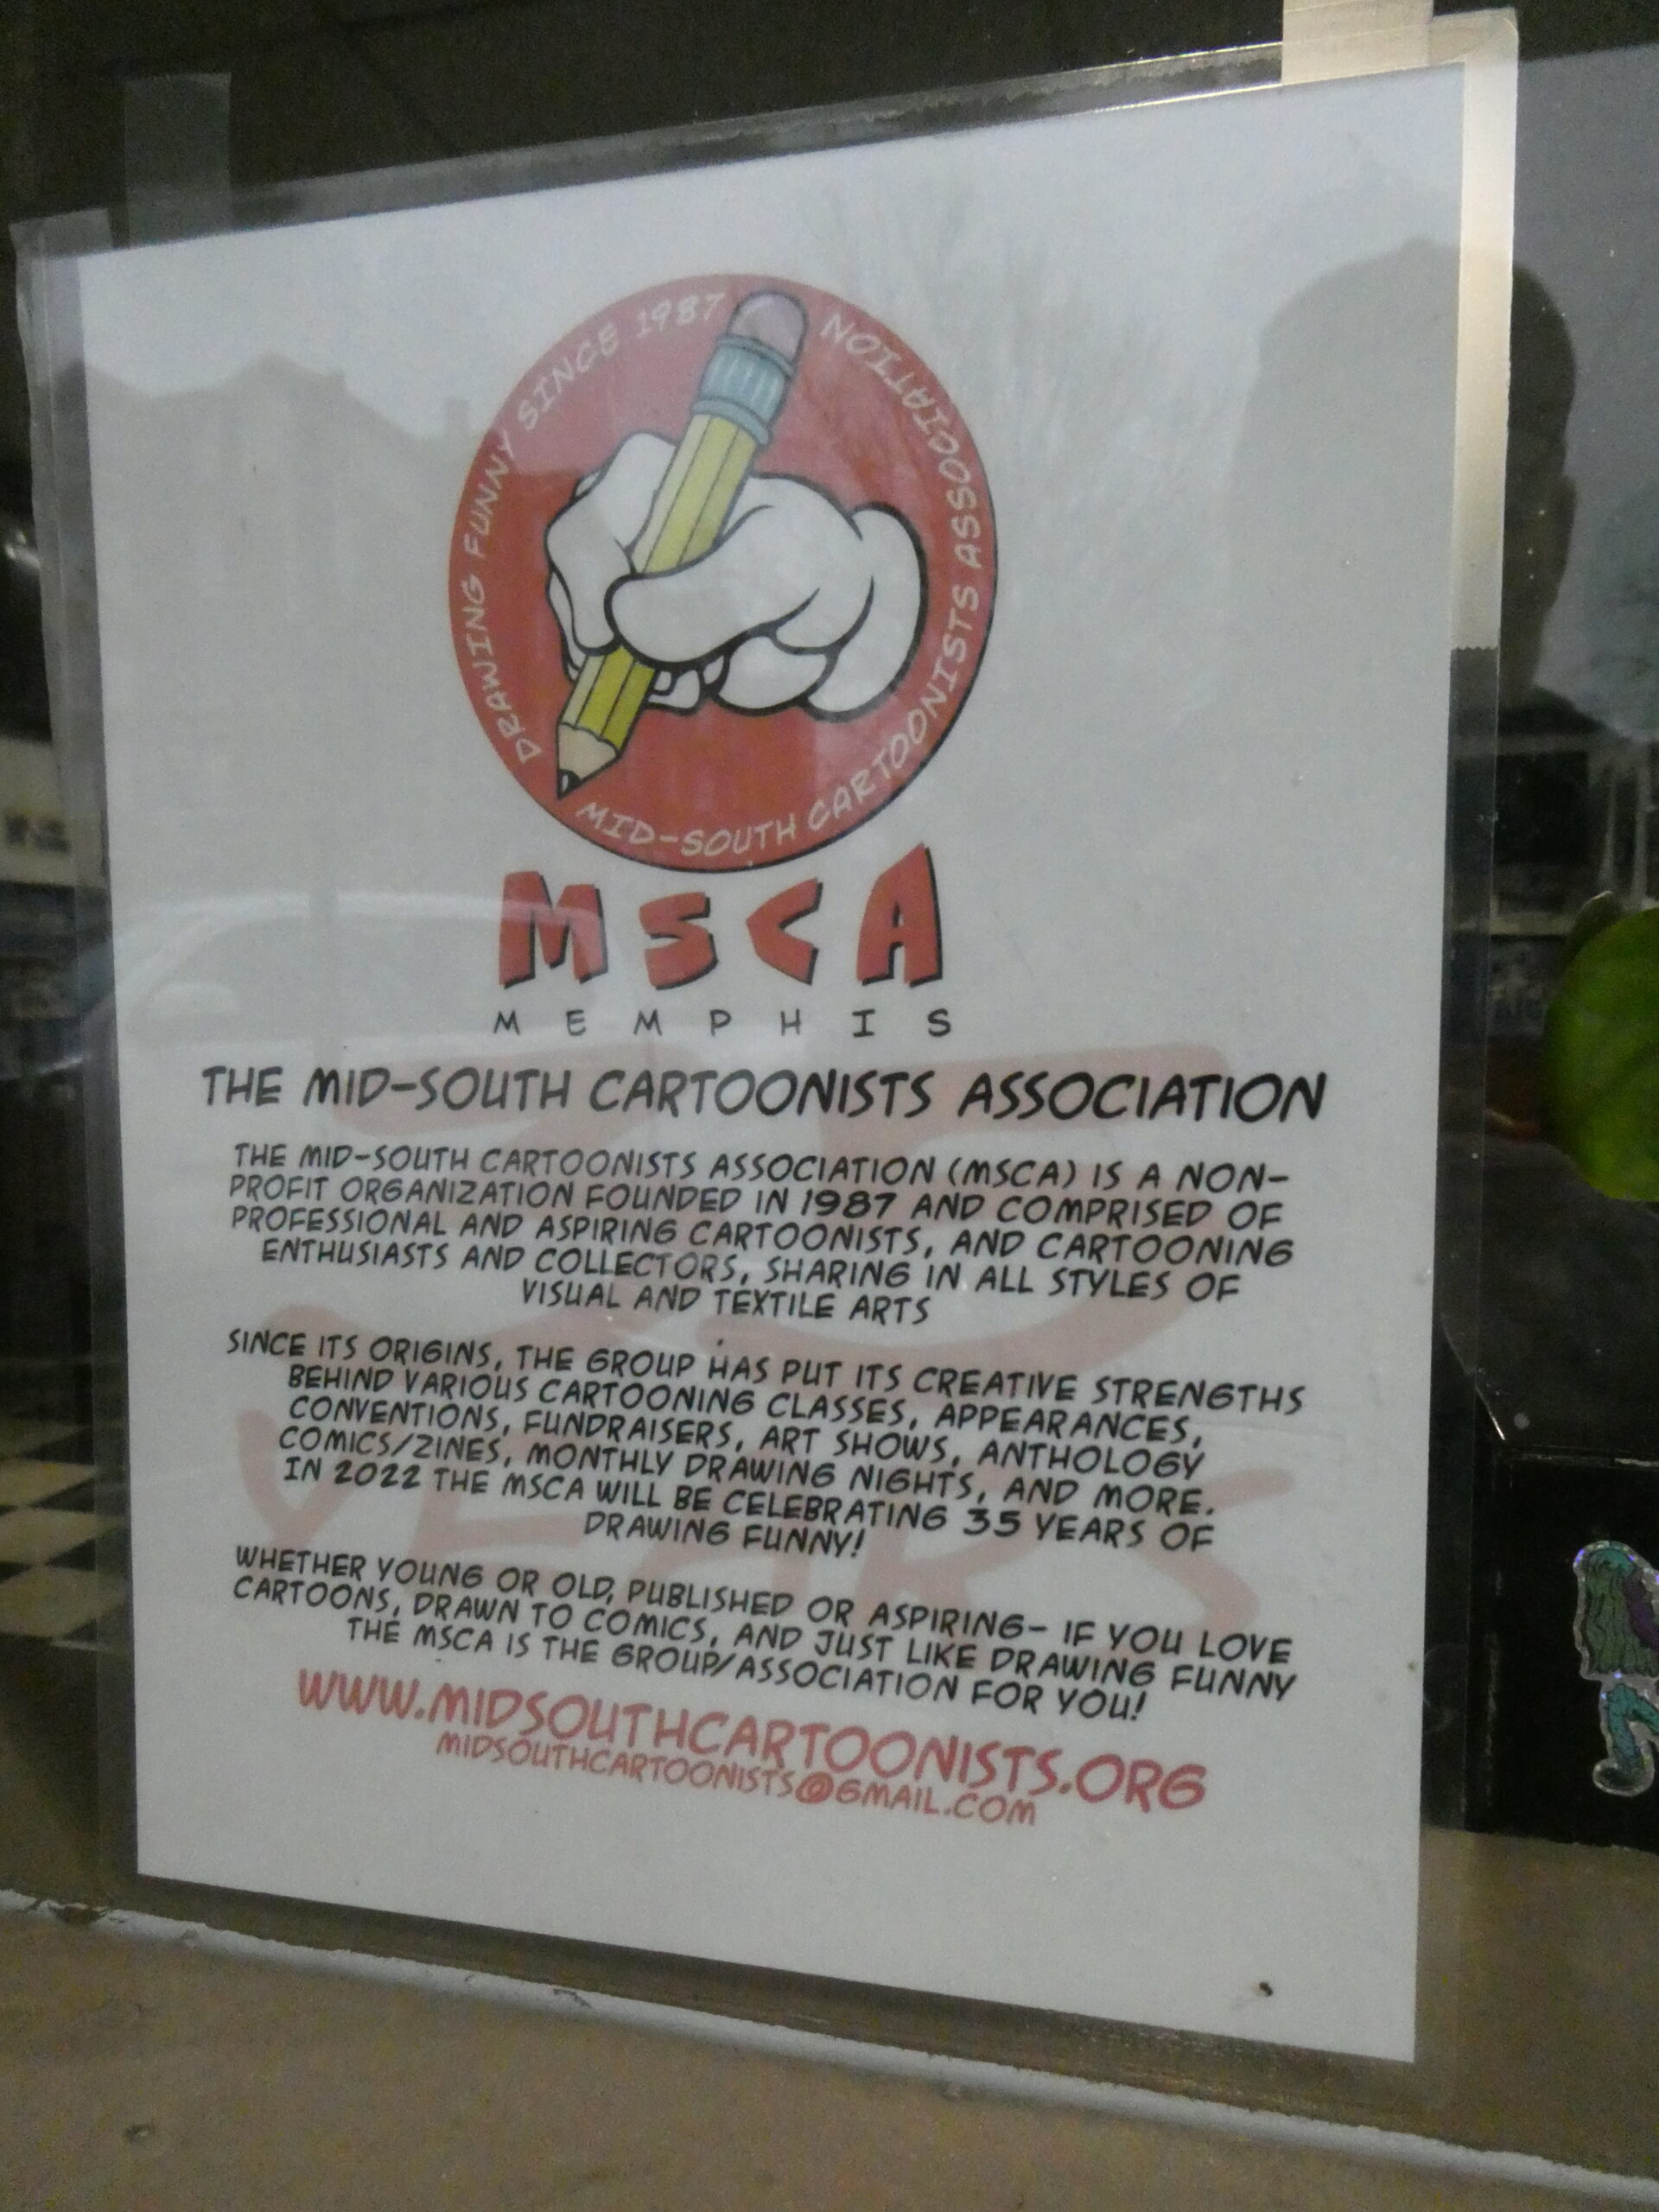 DRAWING FUNNY SINCE 1987
MID-SOUTH CARTOONISTS ASSOCIATION
MSCA
MEMPHIS
THE MID-SOUTH CARTOONISTS ASSOCIATION
THE MID-SOUTH CARTOONISTS ASSOCIATION (MSCA) IS A NON-
PROFIT ORGANIZATION FOUNDED IN 1987 AND COMPRISED OF
PROFESSIONAL AND ASPIRING CARTOONISTS, AND CARTOONING
ENTHUSIASTS AND COLLECTORS, SHARING IN ALL STYLES OF
VISUAL AND TEXTILE ARTS
SINCE ITS ORIGINS, THE GROUP HAS PUT ITS CREATIVE STRENGTHS
BEHIND VARIOUS CARTOONING CLASSES, APPEARANCES,
CONVENTIONS, FUNDRAISERS, ART SHOWS, ANTHOLOGY
COMICS/ZINES, MONTHLY DRAWING NIGHTS, AND MORE.
IN 2022 THE MSCA WILL BE CELEBRATING 35 YEARS OF
DRAWING FUNNY!
WHETHER YOUNG OR OLD, PUBLISHED OR ASPIRING- IF YOU LOVE
CARTOONS, DRAWN TO COMICS, AND JUST LIKE DRAWING FUNNY
THE MSCA IS THE GROUP/ASSOCIATION FOR YOU!
WWW.MIDSOUTHCARTOONISTS.ORG
MIDSOUTHCARTOONISTS@GMAIL.COM
35
YEARS